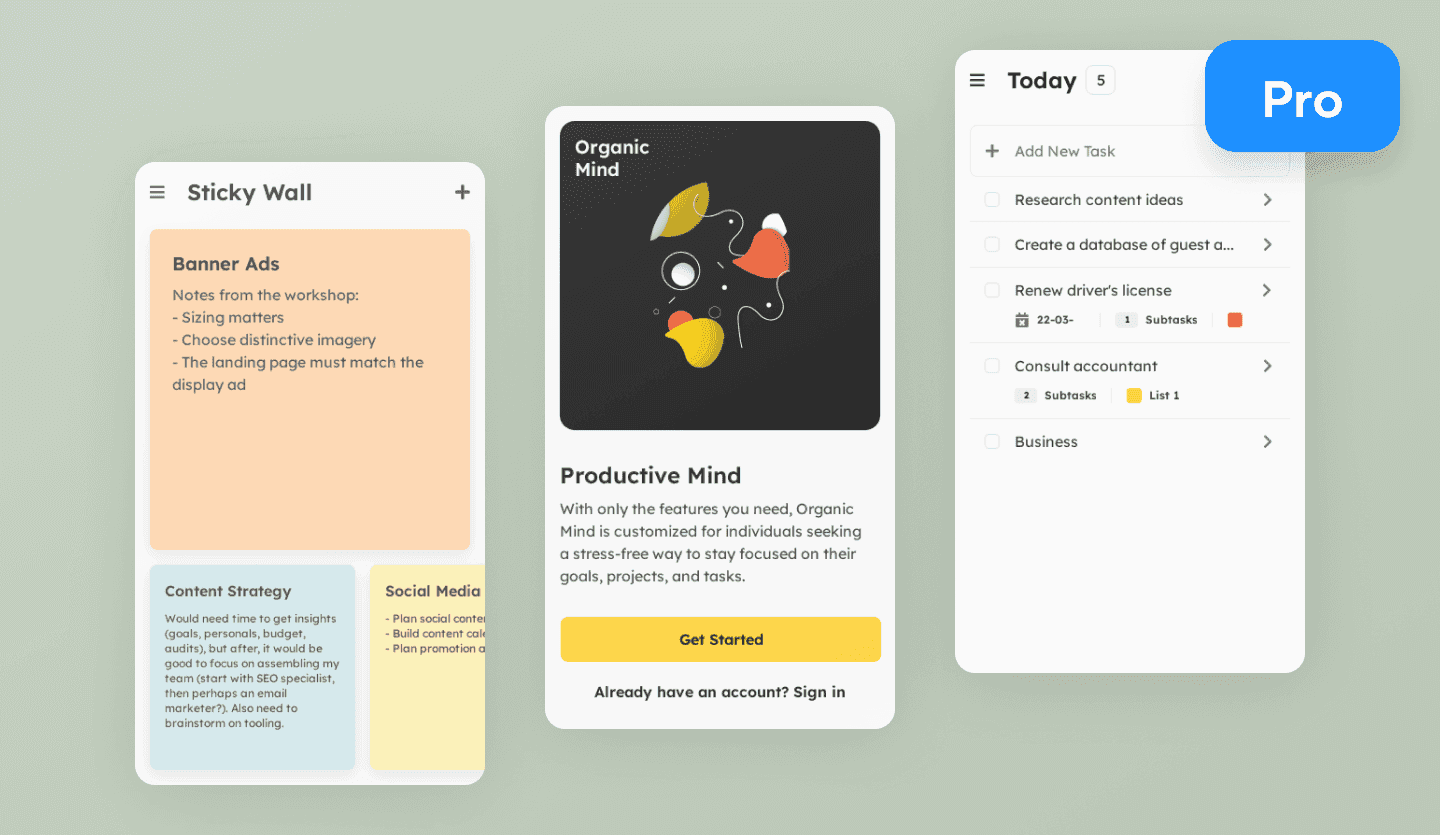 Sticky Wall
Banner Ads
Notes from the workshop:
- Sizing matters
- Choose distinctive imagery
- The landing page must match the
display ad
Content Strategy
Would need time to get insights
(goals, personals, budget,
audits), but after, it would be
good to focus on assembling my
team (start with SEO specialist,
then perhaps an email
marketer?). Also need to
brainstorm on tooling.
Social Media
- Plan social
- Build content
- Plan promotion
Organic
Mind
Productive Mind
With only the features you need, Organic
Mind is customized for individuals seeking
a stress-free way to stay focused on their
goals, projects, and tasks.
Get Started
Already have an account? Sign in
Today 5
Pro
Add New Task
Research content ideas
Create a database of guest a...
Renew driver's license
22-03- 1 Subtasks
Consult accountant
2 Subtasks List 1
Business